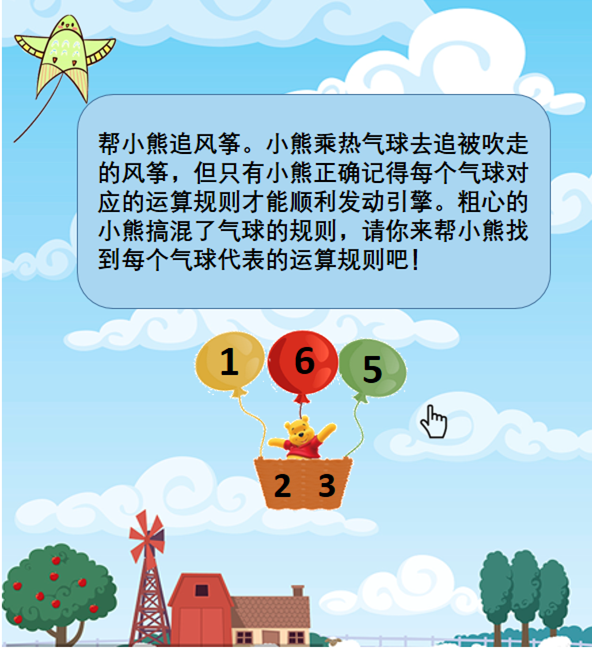 帮小熊追风筝。小熊乘热气球去追被吹走
的风筝，但只有小熊正确记得每个气球对
应的运算规则才能顺利发动引擎。粗心的
小熊搞混了气球的规则，请你来帮小熊找
到每个气球代表的运算规则吧！
1 6 5
2 3